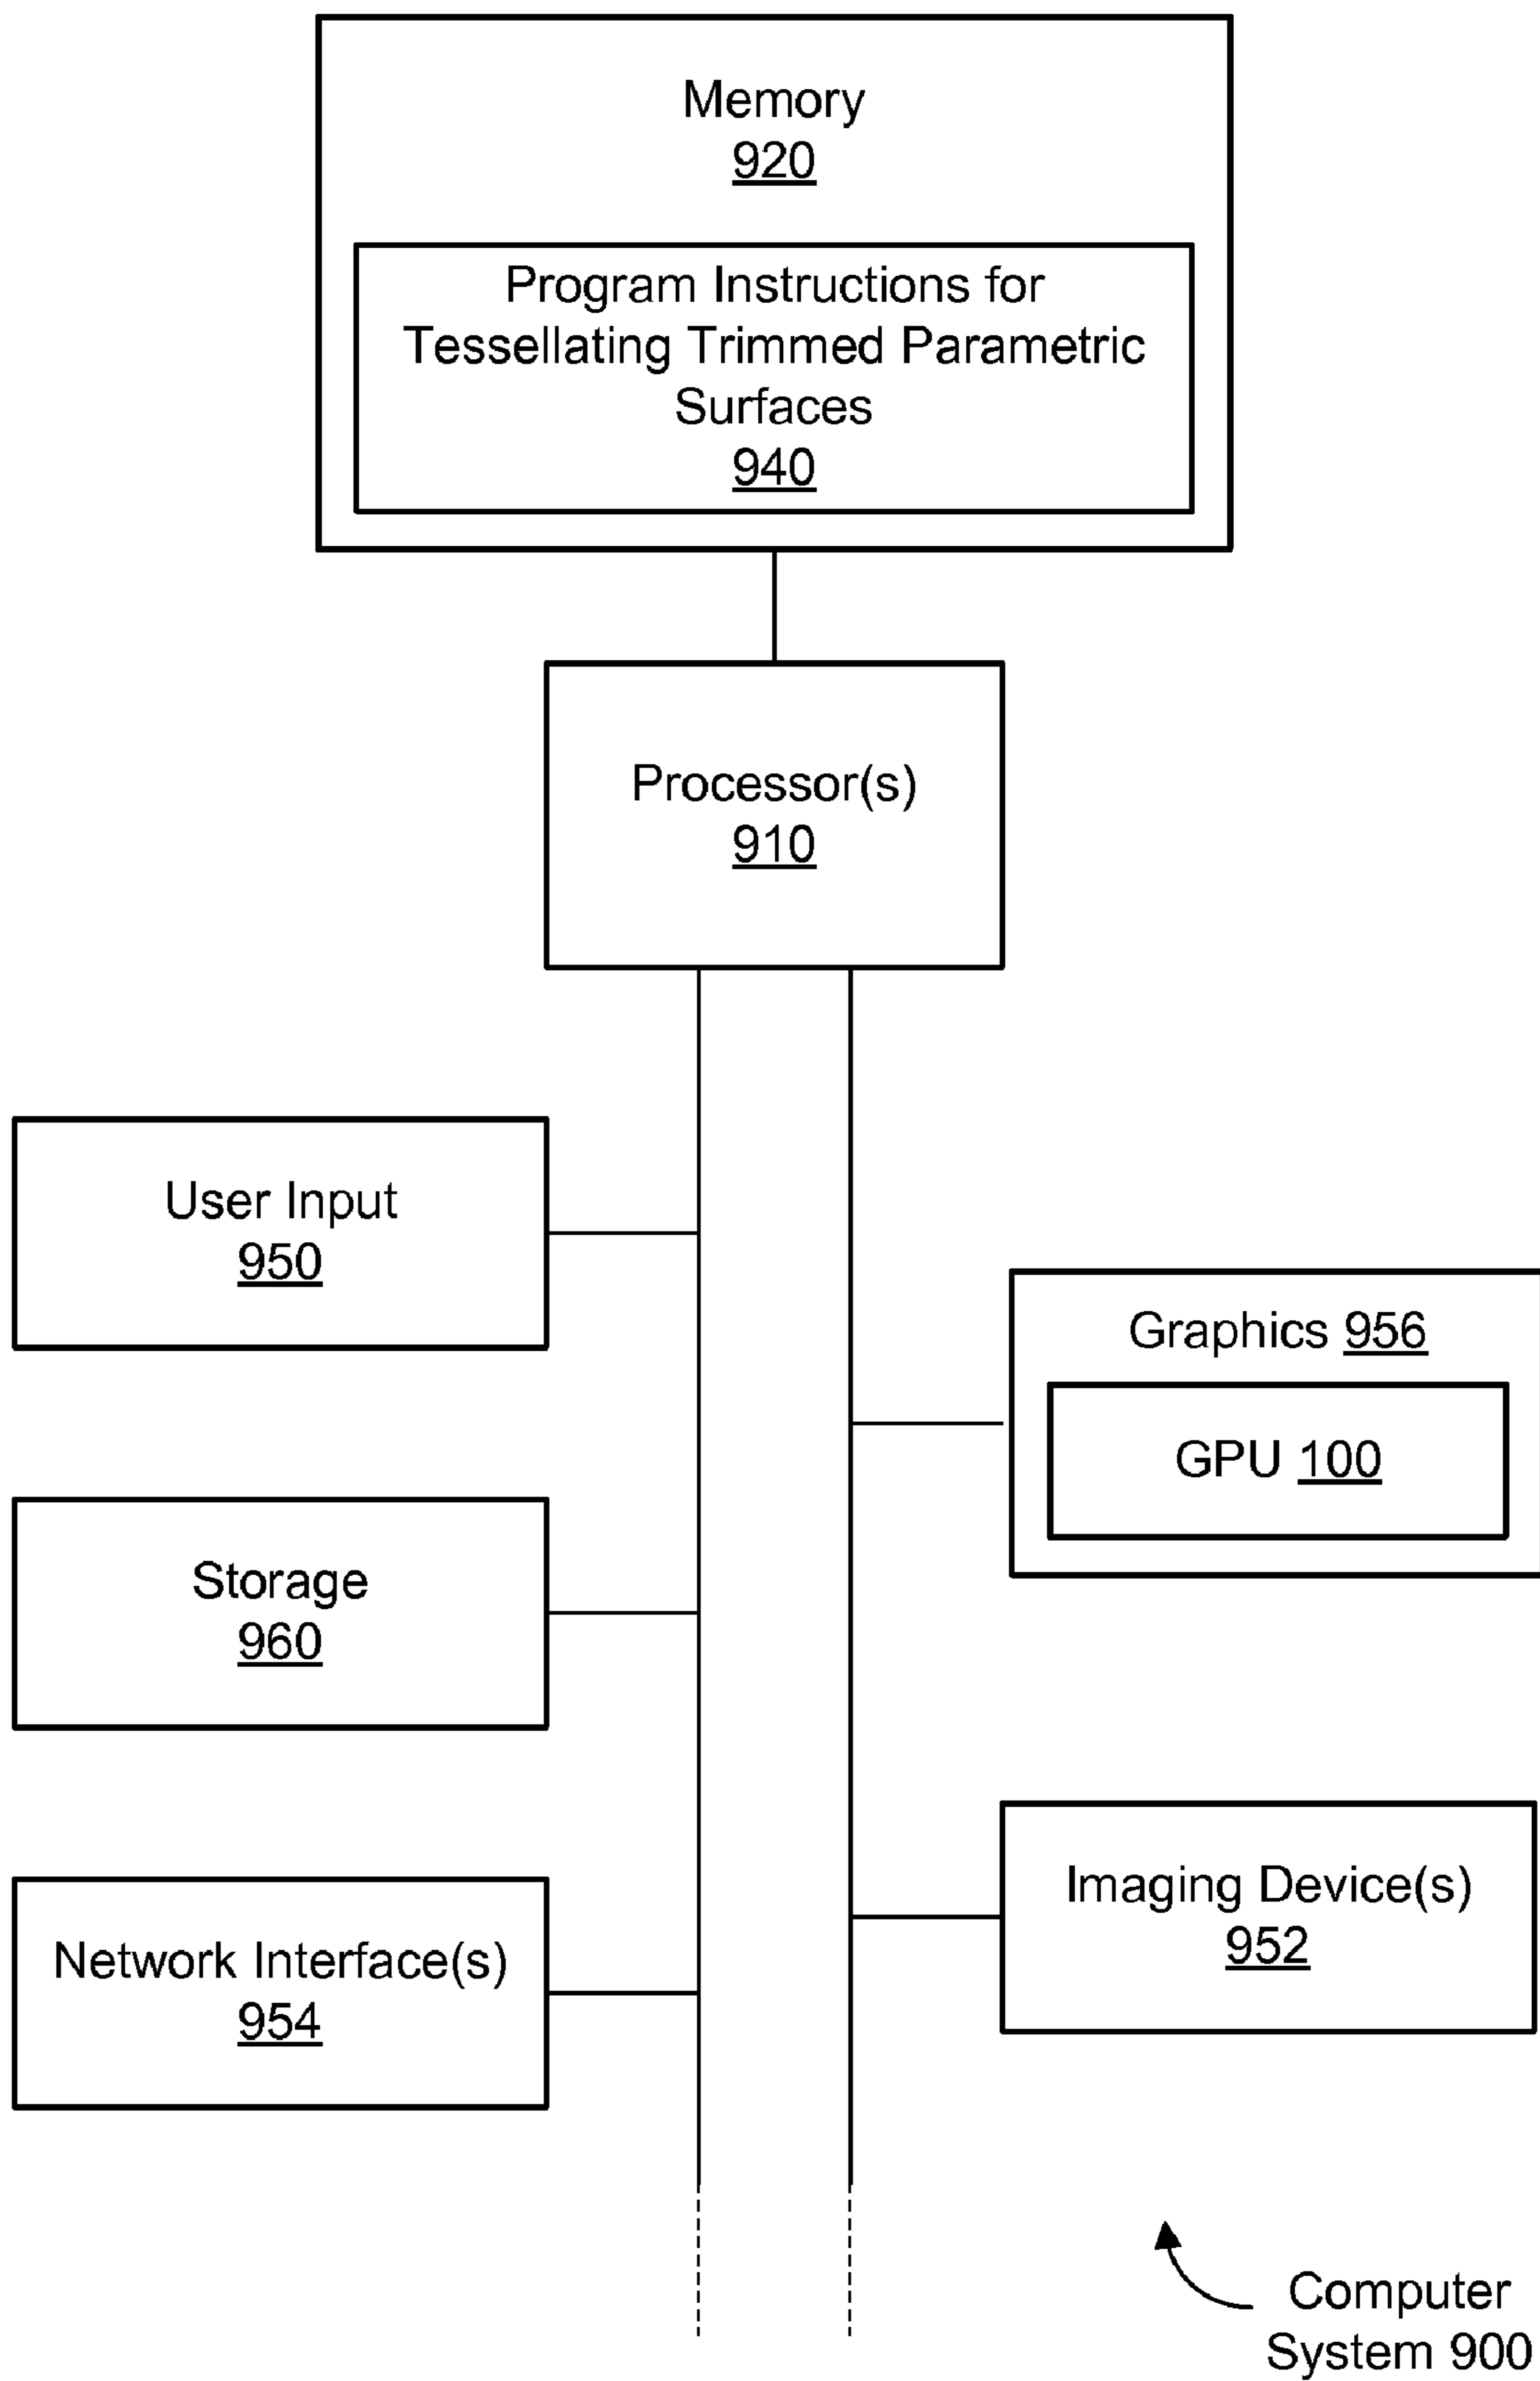 Memory
920
Program Instructions for
Tessellating Trimmed Parametric
Surfaces
940
Processor(s)
910
User Input
950
Graphics 956
GPU 100
Storage
960
Imaging Device(s)
952
Network Interface(s)
954
Computer
System 900